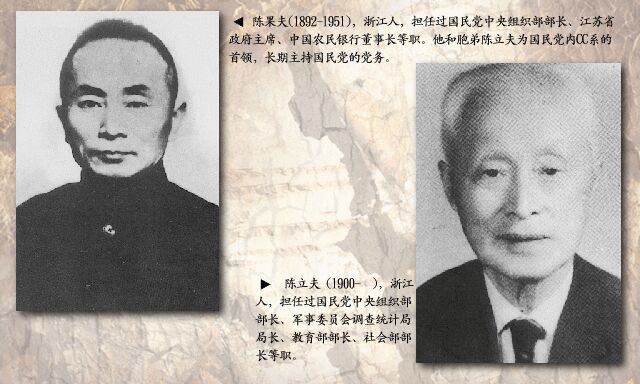 ◀ 陈果夫(1892-1951)，浙江人，担任过国民党中央组织部部长、江苏省
政府主席、中国农民银行董事长等职。他和胞弟陈立夫为国民党内CC系的
首领，长期主持国民党的党务。
▶ 陈立夫（1900- ），浙江
人，担任过国民党中央组织部
部长、军事委员会调查统计局
局长、教育部部长、社会部部
长等职。